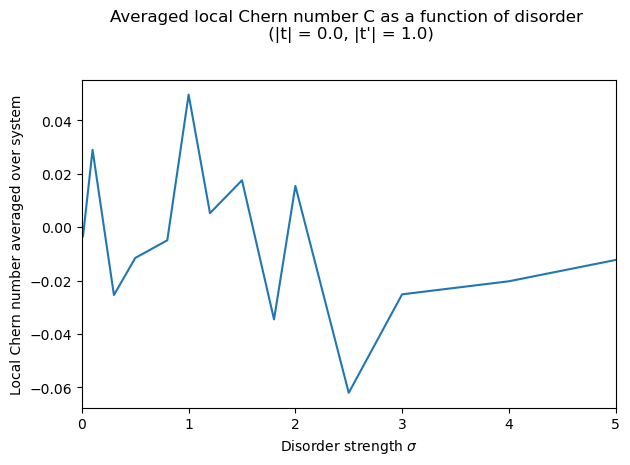 Averaged local Chern number C as a function of disorder
(|t| = 0.0, |t'| = 1.0)
Local Chern number averaged over system
0.04
0.02
0.00
−0.02
−0.04
−0.06
0 1 2 3 4 5
Disorder strength σ